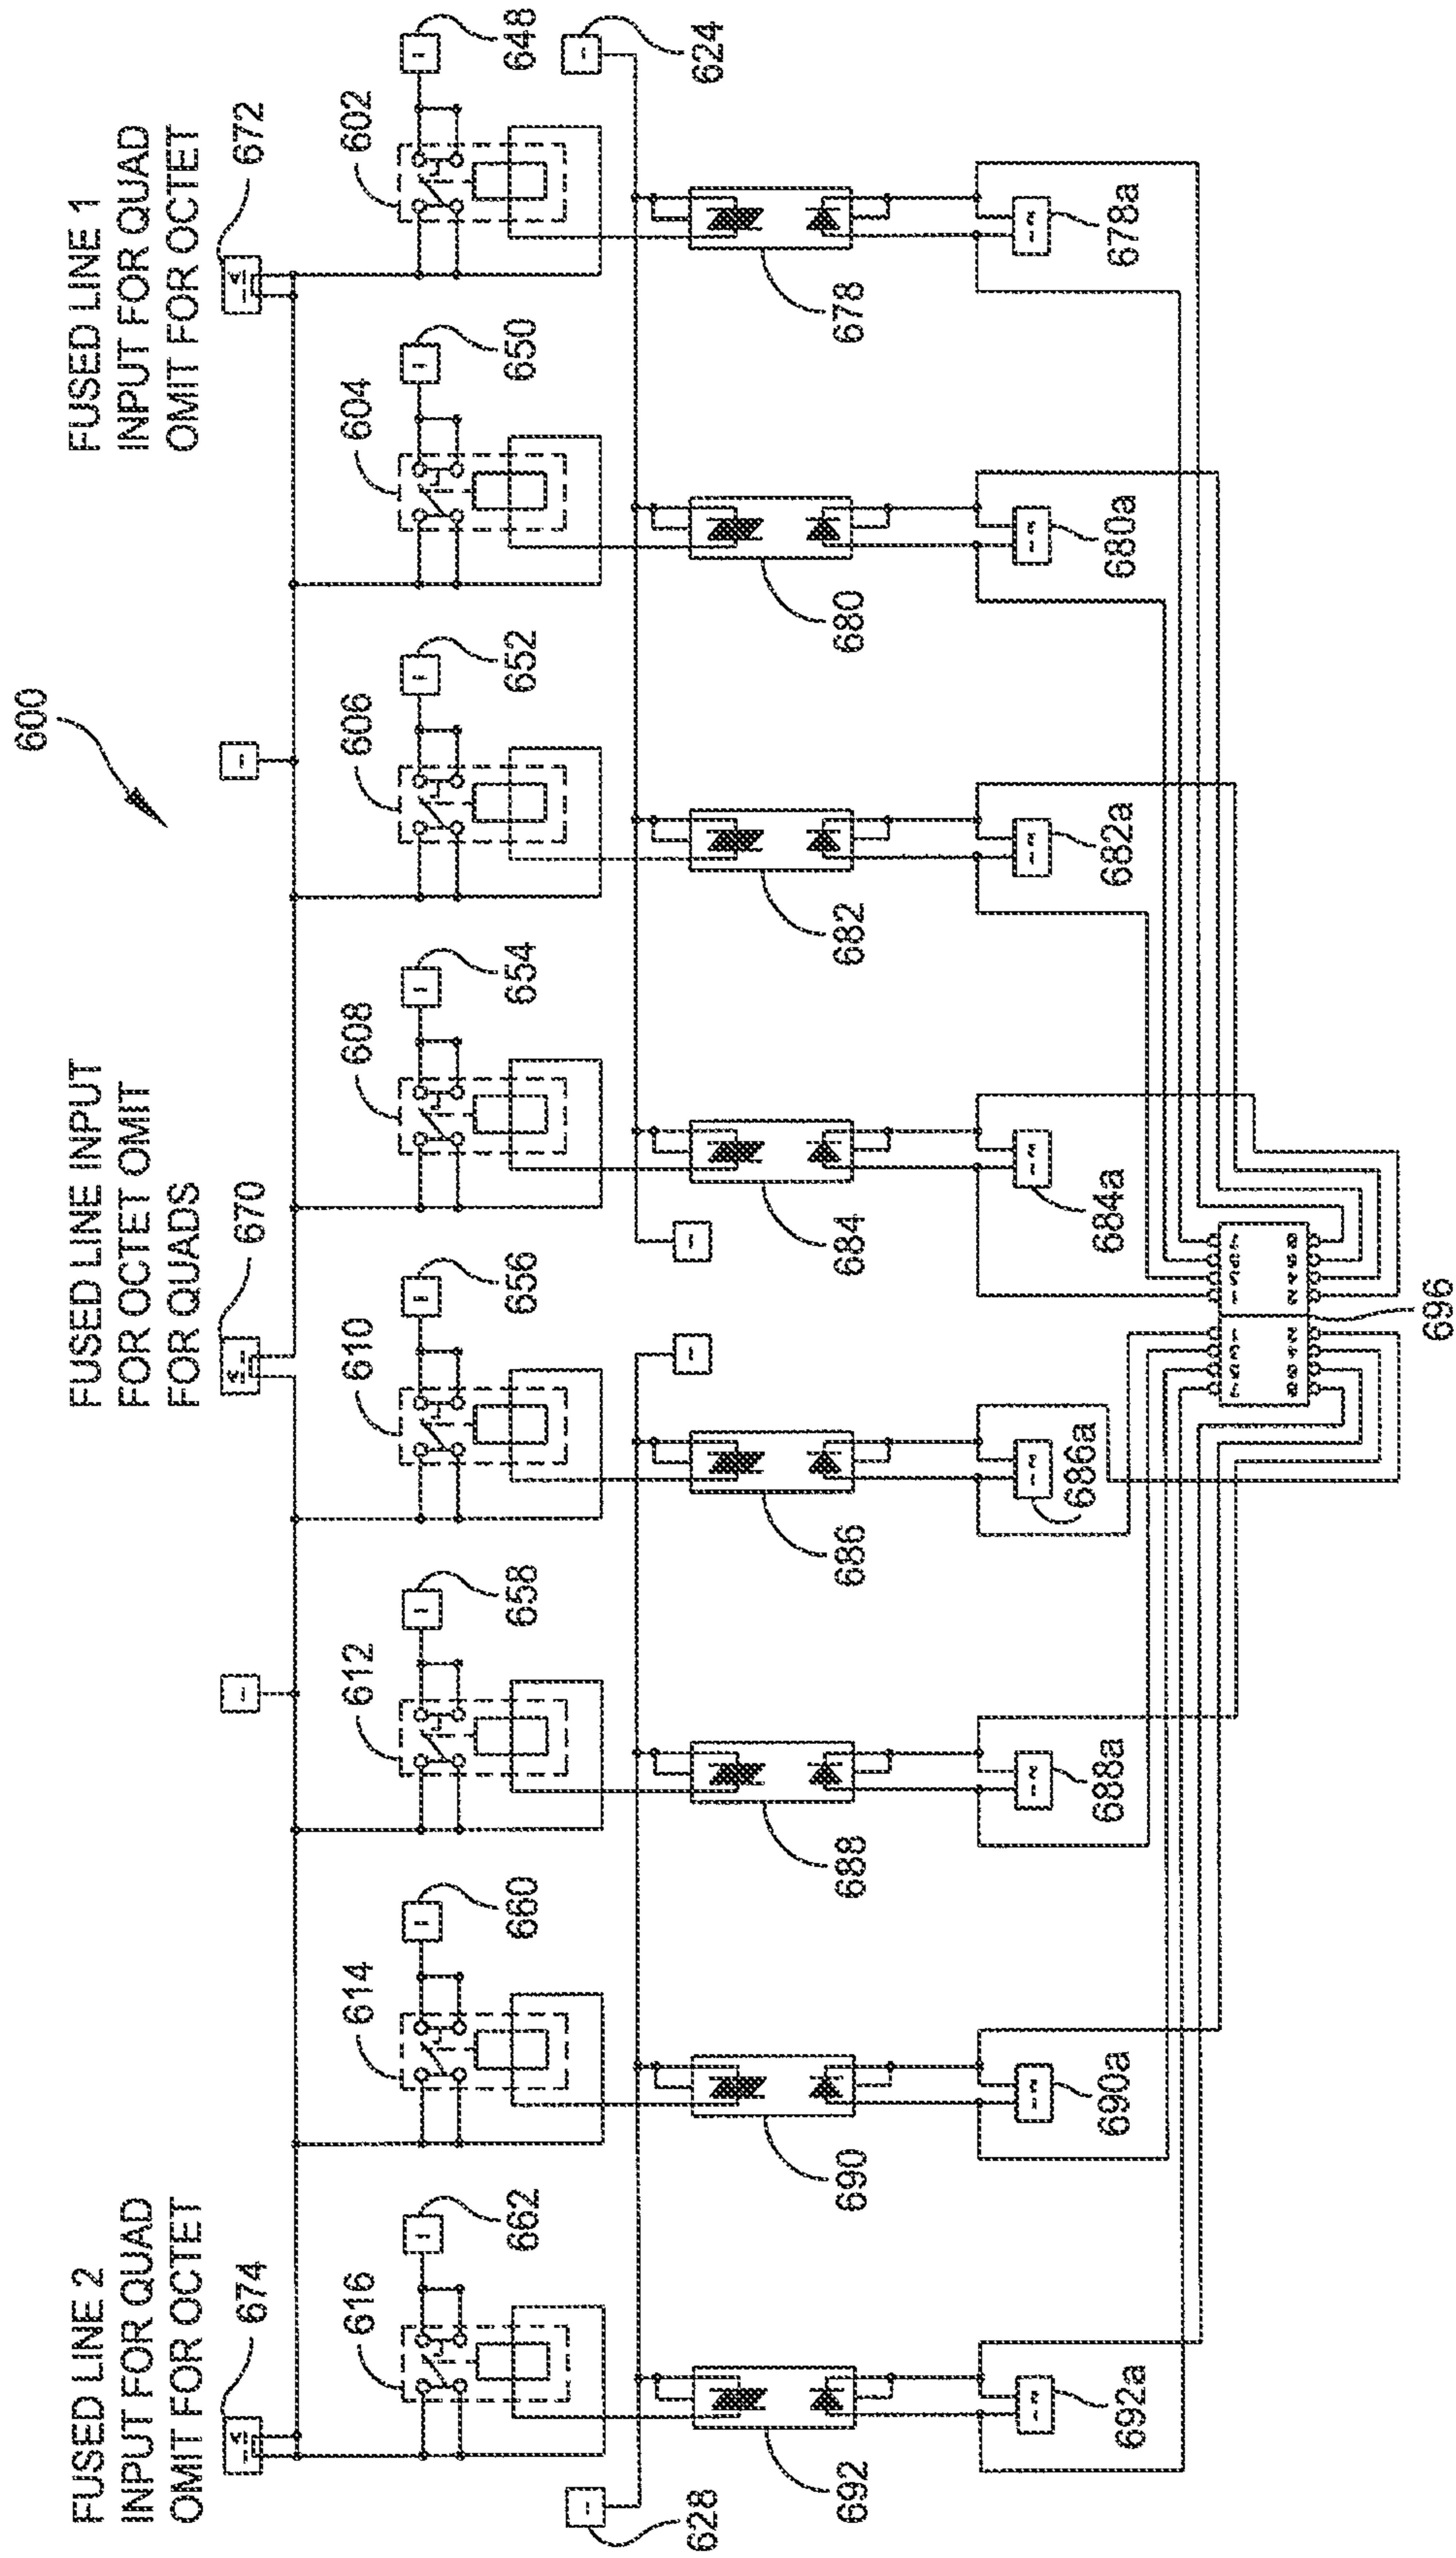 600
FUSED LINE 2
INPUT FOR QUAD
OMIT FOR OCTET
674
FUSED LINE INPUT
FOR OCTET OMIT
FOR QUADS
670
FUSED LINE 1
INPUT FOR QUAD
OMIT FOR OCTET
672
616
614
612
610
608
606
604
602
662
660
658
656
654
652
650
648
628
624
692
690
688
686
684
682
680
678
692a
690a
688a
686a
684a
682a
680a
678a
696